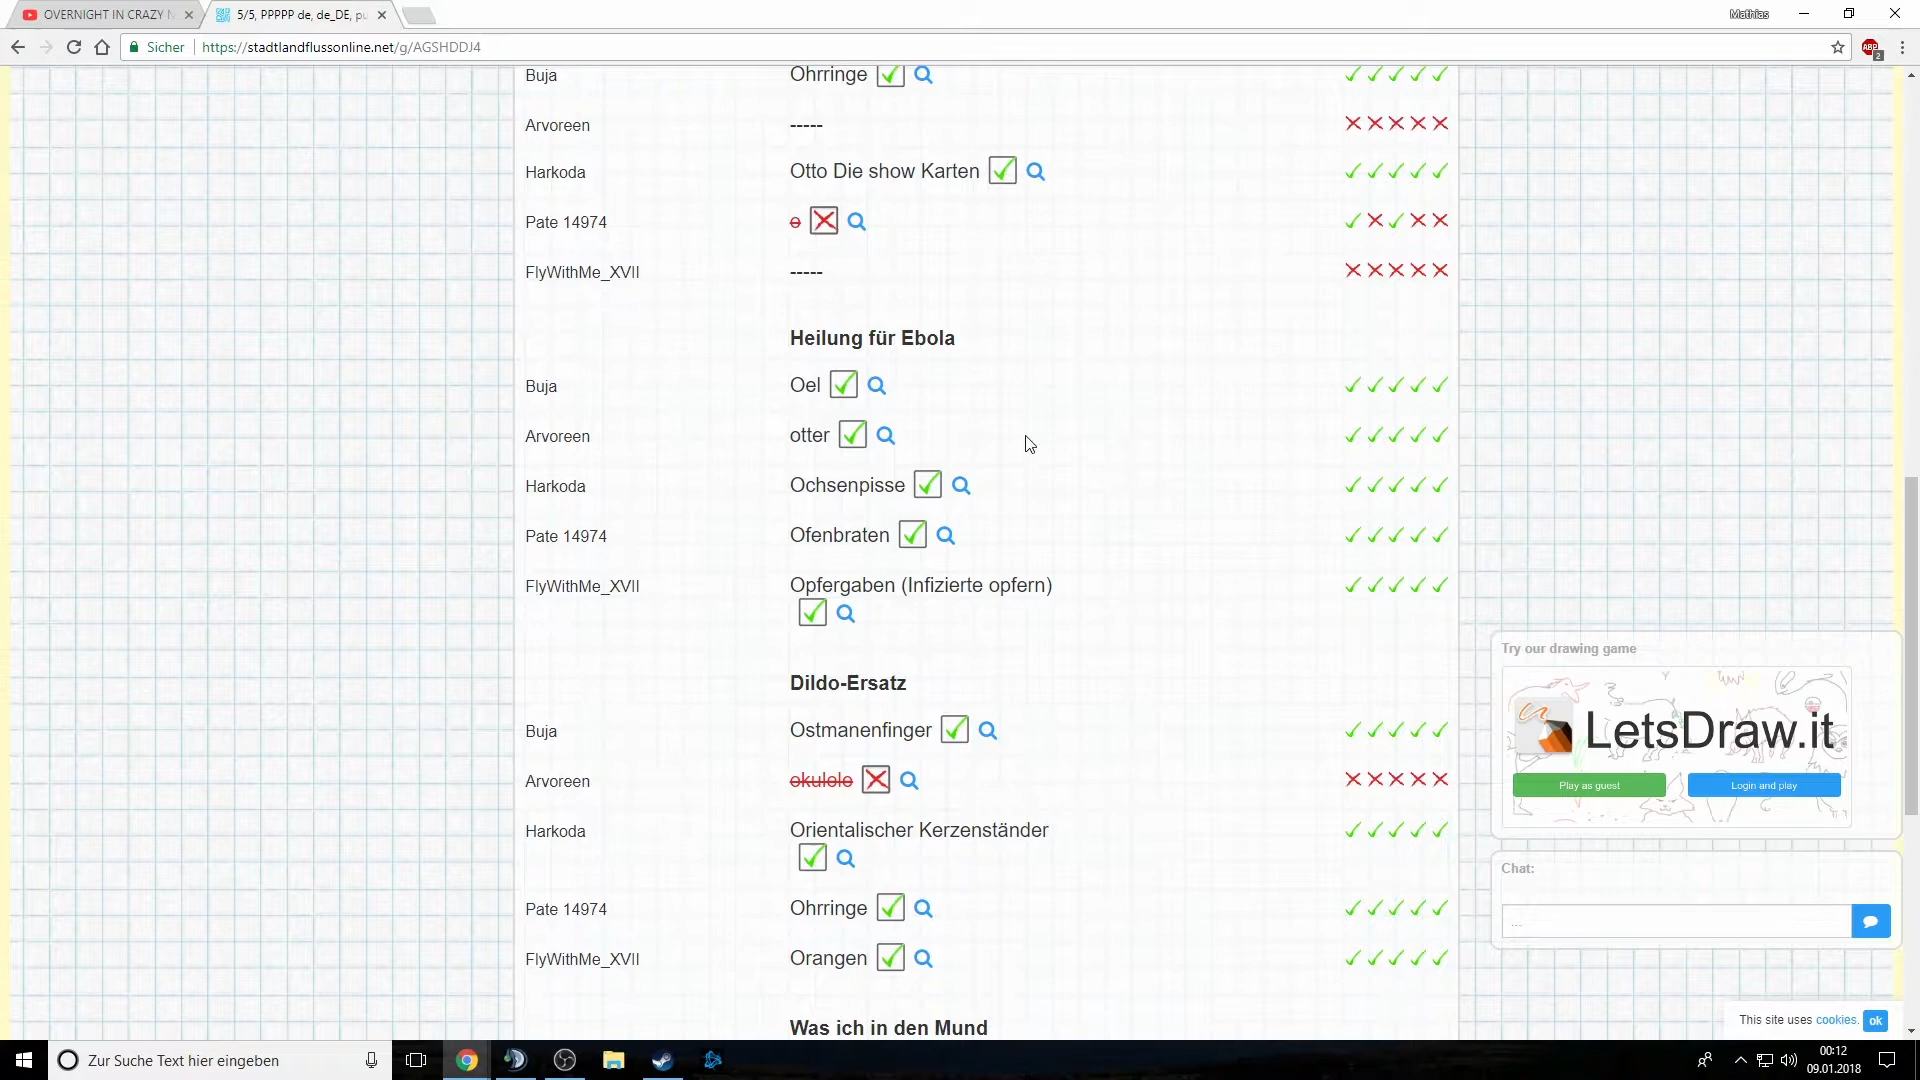 OVERNIGHT IN CRAZY
5/5, PPPPP de, de_DE, pu
Mathias
Sicher
https://stadtlandflussonline.net/g/AGSHDDJ4
ABP
2
Buja
Ohrringe
Arvoreen
-----
Harkoda
Otto Die show Karten
Pate 14974
o
FlyWithMe_XVII
-----
Heilung für Ebola
Buja
Oel
Arvoreen
otter
Harkoda
Ochsenpisse
Pate 14974
Ofenbraten
FlyWithMe_XVII
Opfergaben (Infizierte opfern)
Dildo-Ersatz
Buja
Ostmanenfinger
Arvoreen
okulele
Harkoda
Orientalischer Kerzenständer
Pate 14974
Ohrringe
FlyWithMe_XVII
Orangen
Was ich in den Mund
Try our drawing game
LetsDraw.it
Play as guest
Login and play
Chat:
...
This site uses cookies.
ok
Zur Suche Text hier eingeben
00:12
09.01.2018